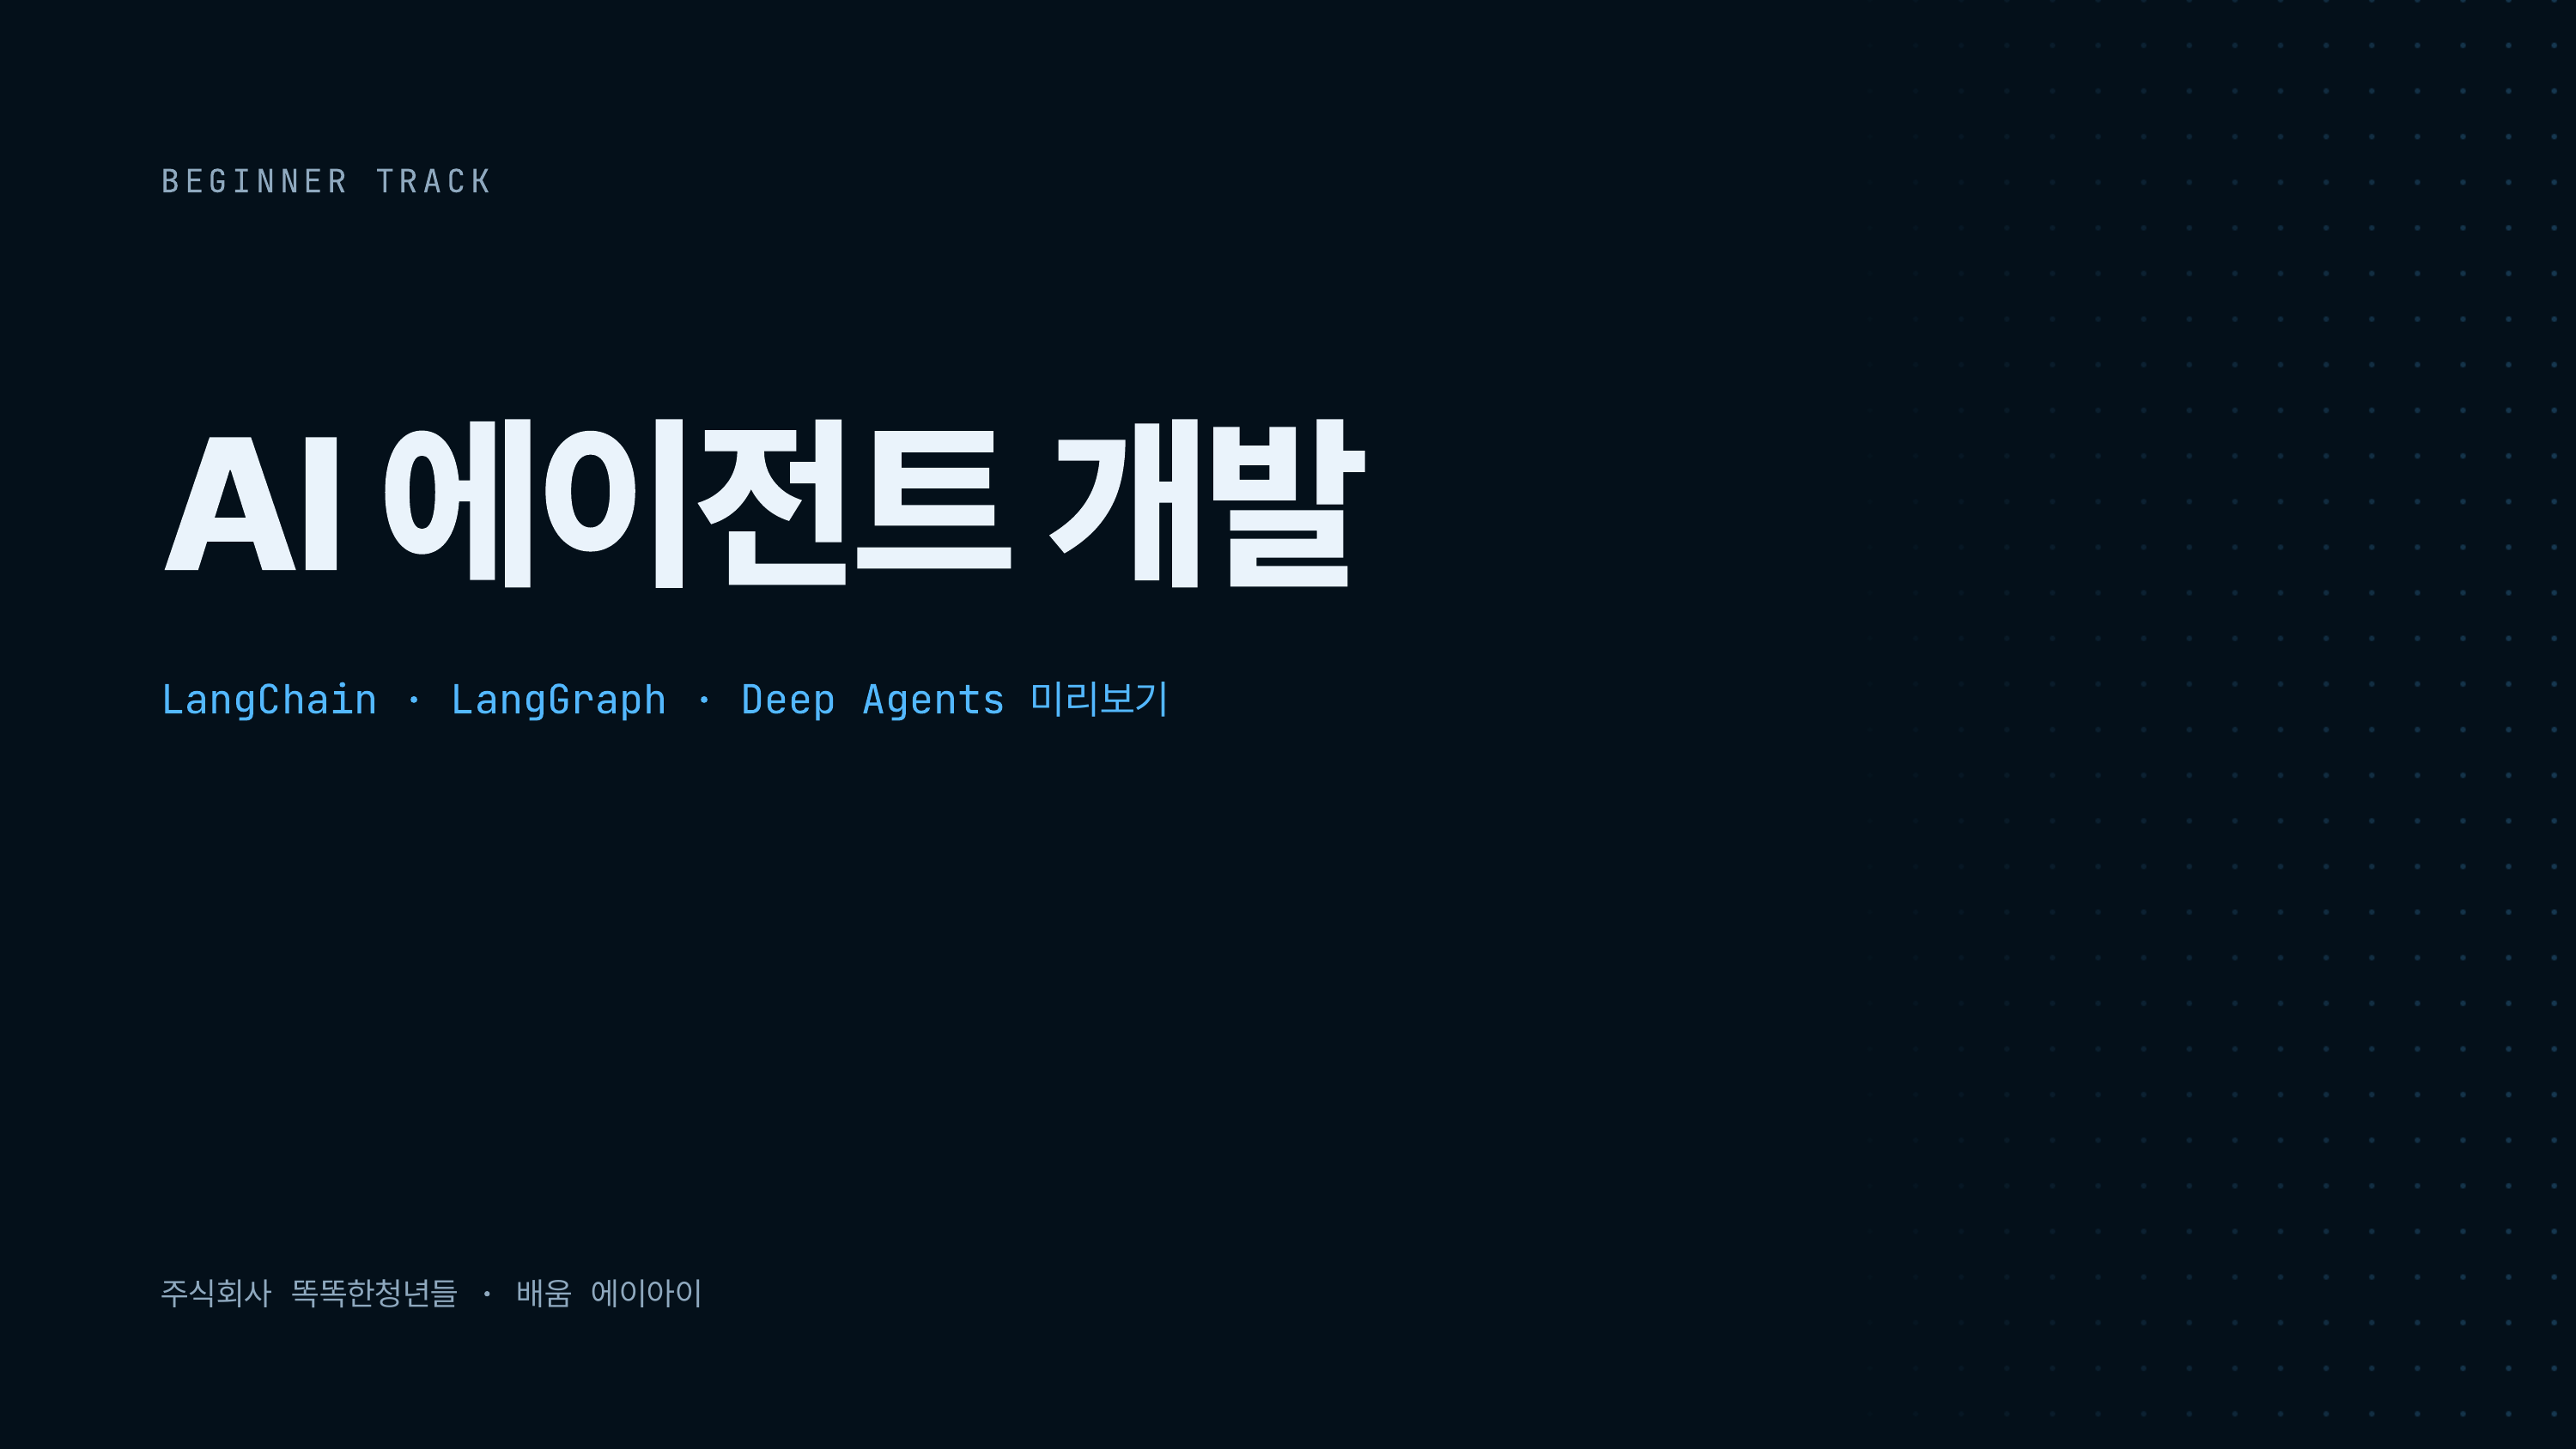 BEGINNER TRACK
AI 에이전트 개발
LangChain · LangGraph · Deep Agents 미리보기
주식회사 똑똑한청년들 · 배움 에이아이